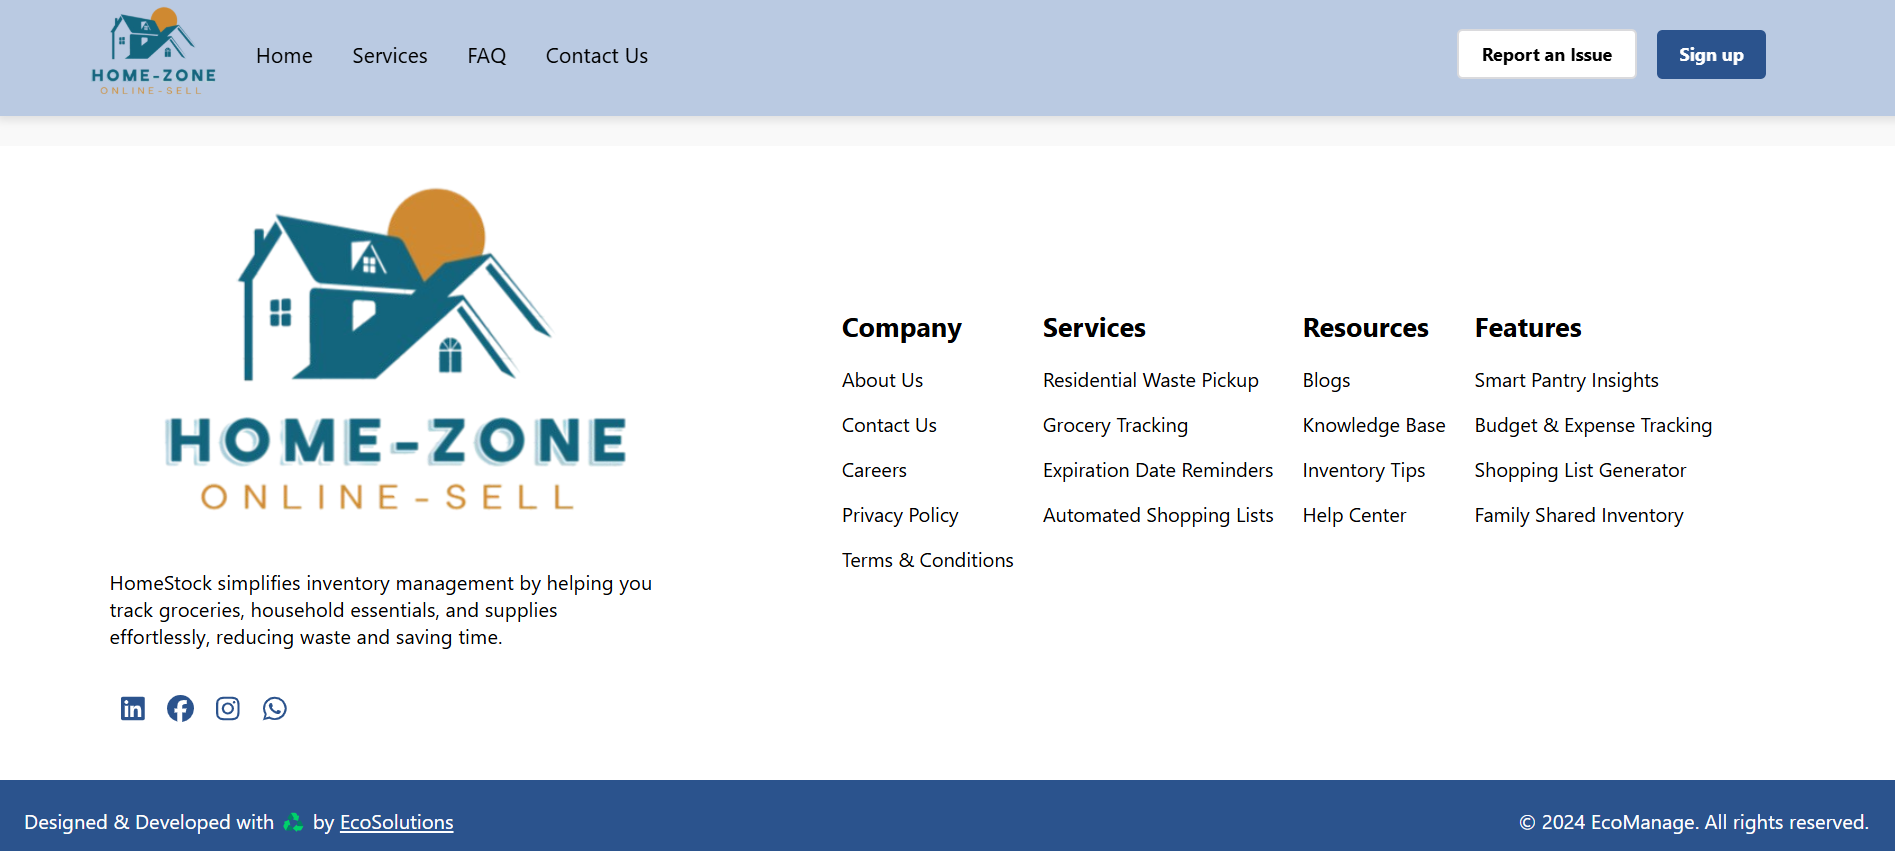 HOME-ZONE
ONLINE-SELL
Home Services FAQ Contact Us
Report an Issue Sign up
HOME-ZONE
ONLINE-SELL
HomeStock simplifies inventory management by helping you
track groceries, household essentials, and supplies
effortlessly, reducing waste and saving time.
Company
About Us
Contact Us
Careers
Privacy Policy
Terms & Conditions
Services
Residential Waste Pickup
Grocery Tracking
Expiration Date Reminders
Automated Shopping Lists
Resources
Blogs
Knowledge Base
Inventory Tips
Help Center
Features
Smart Pantry Insights
Budget & Expense Tracking
Shopping List Generator
Family Shared Inventory
Designed & Developed with ♻ by EcoSolutions
© 2024 EcoManage. All rights reserved.